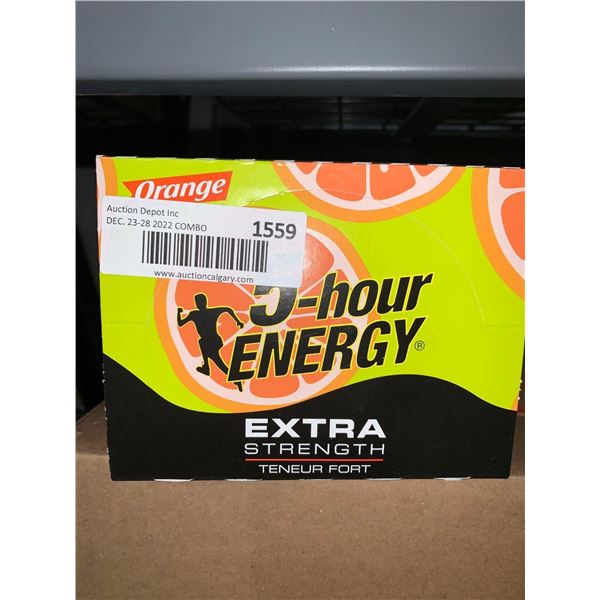 Orange
Auction Depot Inc
DEC. 23-28 2022 COMBO
1559
www.auctioncalgary.com
5-hour
ENERGY®
EXTRA
STRENGTH
TENEUR FORT